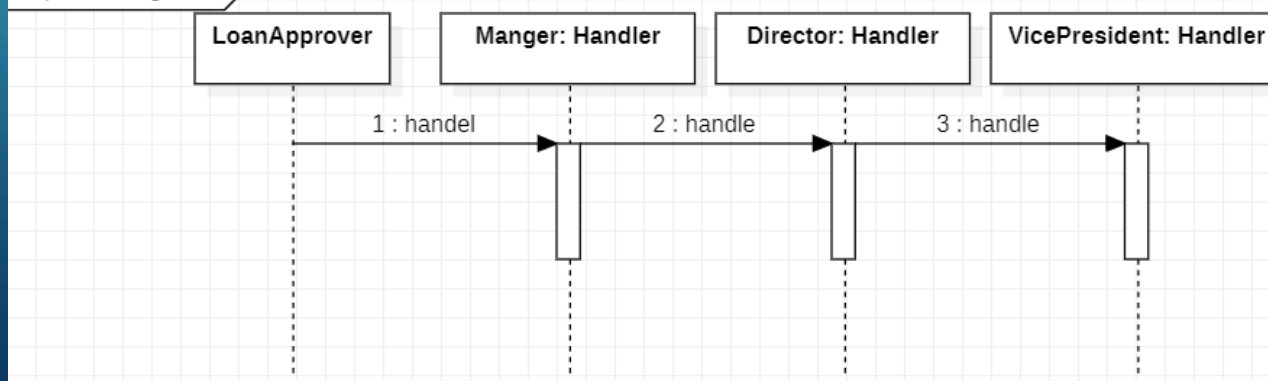 LoanApprover
Manger: Handler
Director: Handler
VicePresident: Handler
1 : handel
2 : handle
3 : handle